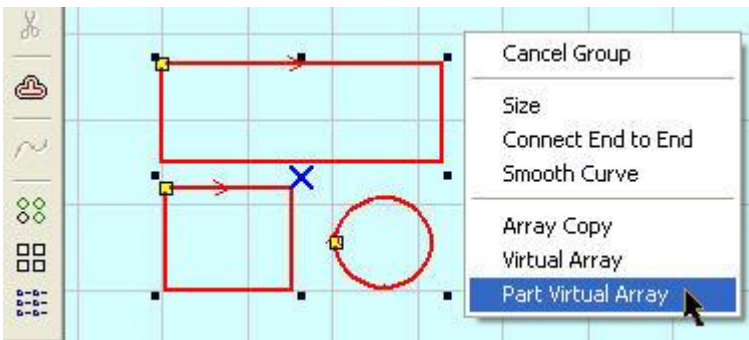 Cancel Group
Size
Connect End to End
Smooth Curve
Array Copy
Virtual Array
Part Virtual Array